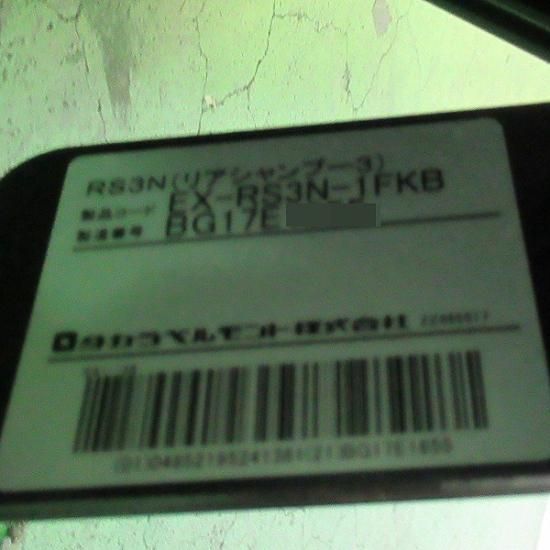 RS3N(リアシャンプー3)
製品コード EX-RS3N-JFKB
製造番号 BG17E
タカラベルモント株式会社